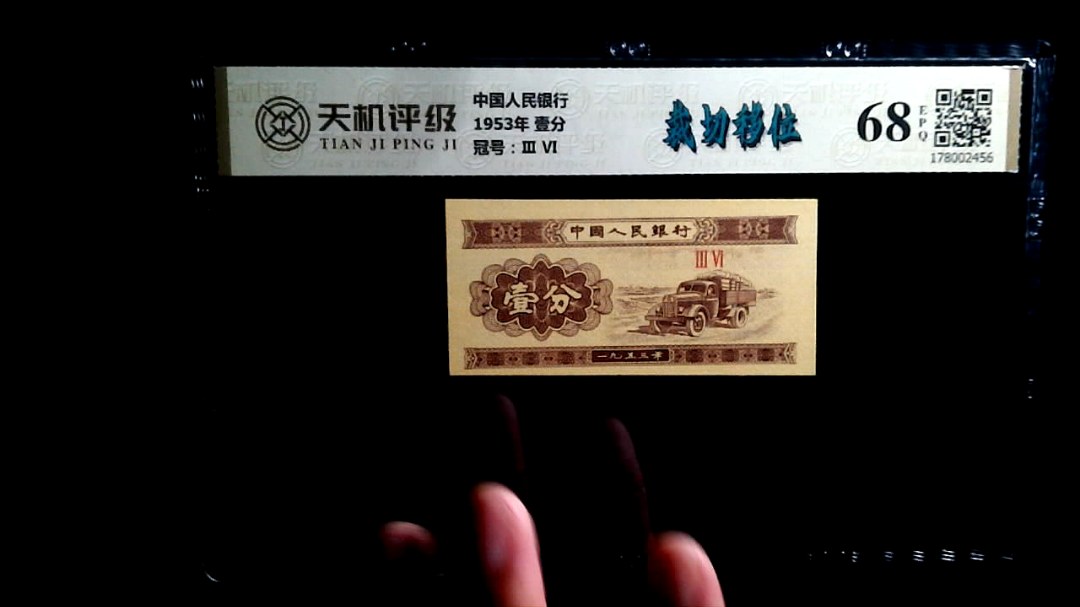 天机评级
TIAN JI PING JI
中国人民银行
1953年 壹分
冠号：Ⅲ Ⅵ
裁切移位
68
EPQ
178002456
中國人民銀行
Ⅲ Ⅵ
壹分
一九五三年